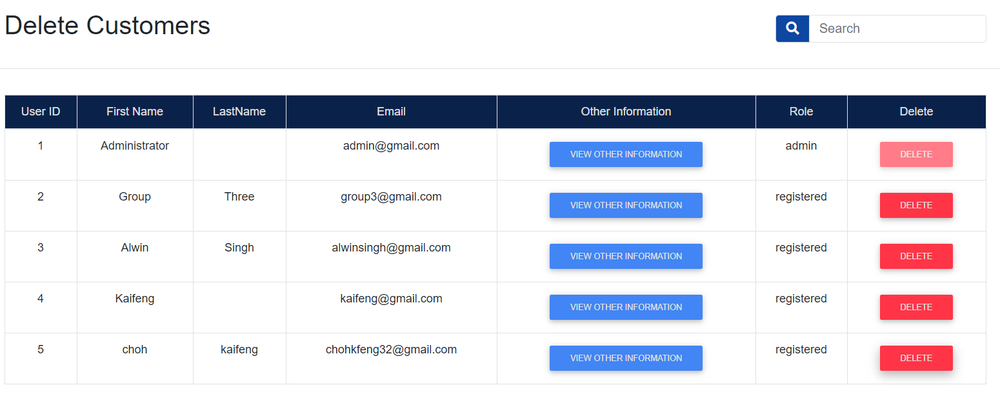 Delete Customers
Search
User ID First Name LastName Email Other Information Role Delete
1 Administrator admin@gmail.com VIEW OTHER INFORMATION admin DELETE
2 Group Three group3@gmail.com VIEW OTHER INFORMATION registered DELETE
3 Alwin Singh alwinsingh@gmail.com VIEW OTHER INFORMATION registered DELETE
4 Kaifeng kaifeng@gmail.com VIEW OTHER INFORMATION registered DELETE
5 choh kaifeng chohkfeng32@gmail.com VIEW OTHER INFORMATION registered DELETE